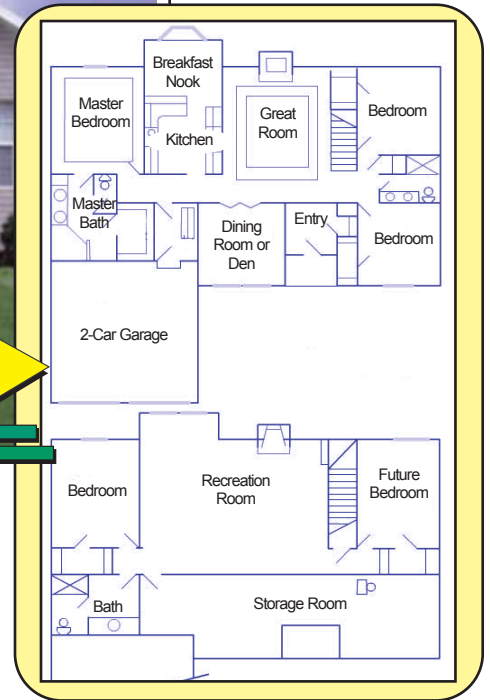 Breakfast
Nook
Master
Bedroom
Great
Room
Bedroom
Kitchen
Master
Bath
Dining
Room or
Den
Entry
Bedroom
2-Car Garage
Bedroom
Recreation
Room
Future
Bedroom
Bath
Storage Room